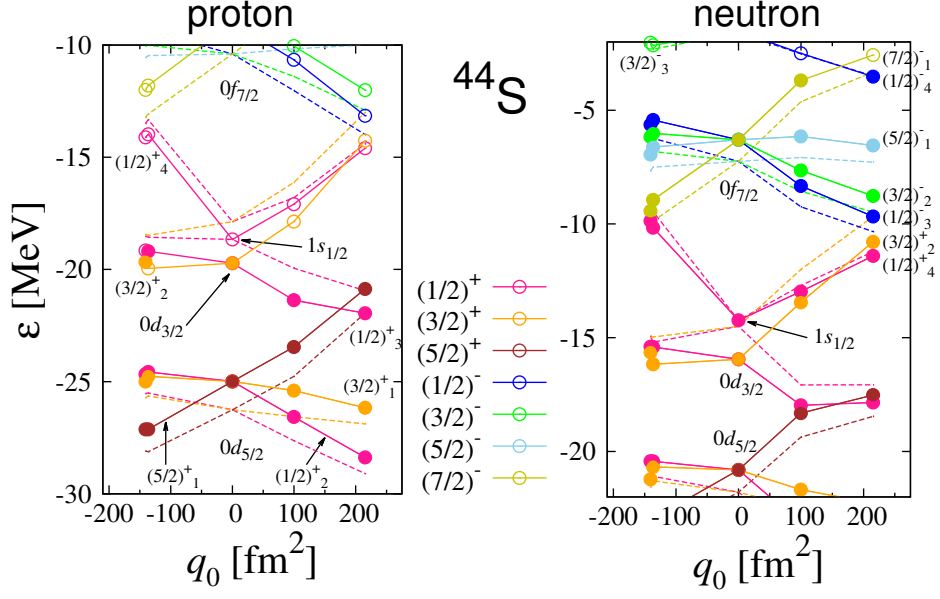 proton
neutron
⁴⁴S
ε [MeV]
-10
-15
-20
-25
-30
-200
-100
0
100
200
q₀ [fm²]
0f₇/₂
(1/2)⁺₄
1s₁/₂
(3/2)⁺₂
0d₃/₂
(1/2)⁺₃
(3/2)⁺₁
0d₅/₂
(5/2)⁺₁
(1/2)⁺₂
(1/2)⁺
(3/2)⁺
(5/2)⁺
(1/2)⁻
(3/2)⁻
(5/2)⁻
(7/2)⁻
-5
-10
-15
-20
-200
-100
0
100
200
q₀ [fm²]
(3/2)⁻₃
(7/2)⁻₁
(1/2)⁻₄
(5/2)⁻₁
0f₇/₂
(3/2)⁻₂
(1/2)⁻₃
(3/2)⁺₂
(1/2)⁺₄
1s₁/₂
0d₃/₂
0d₅/₂